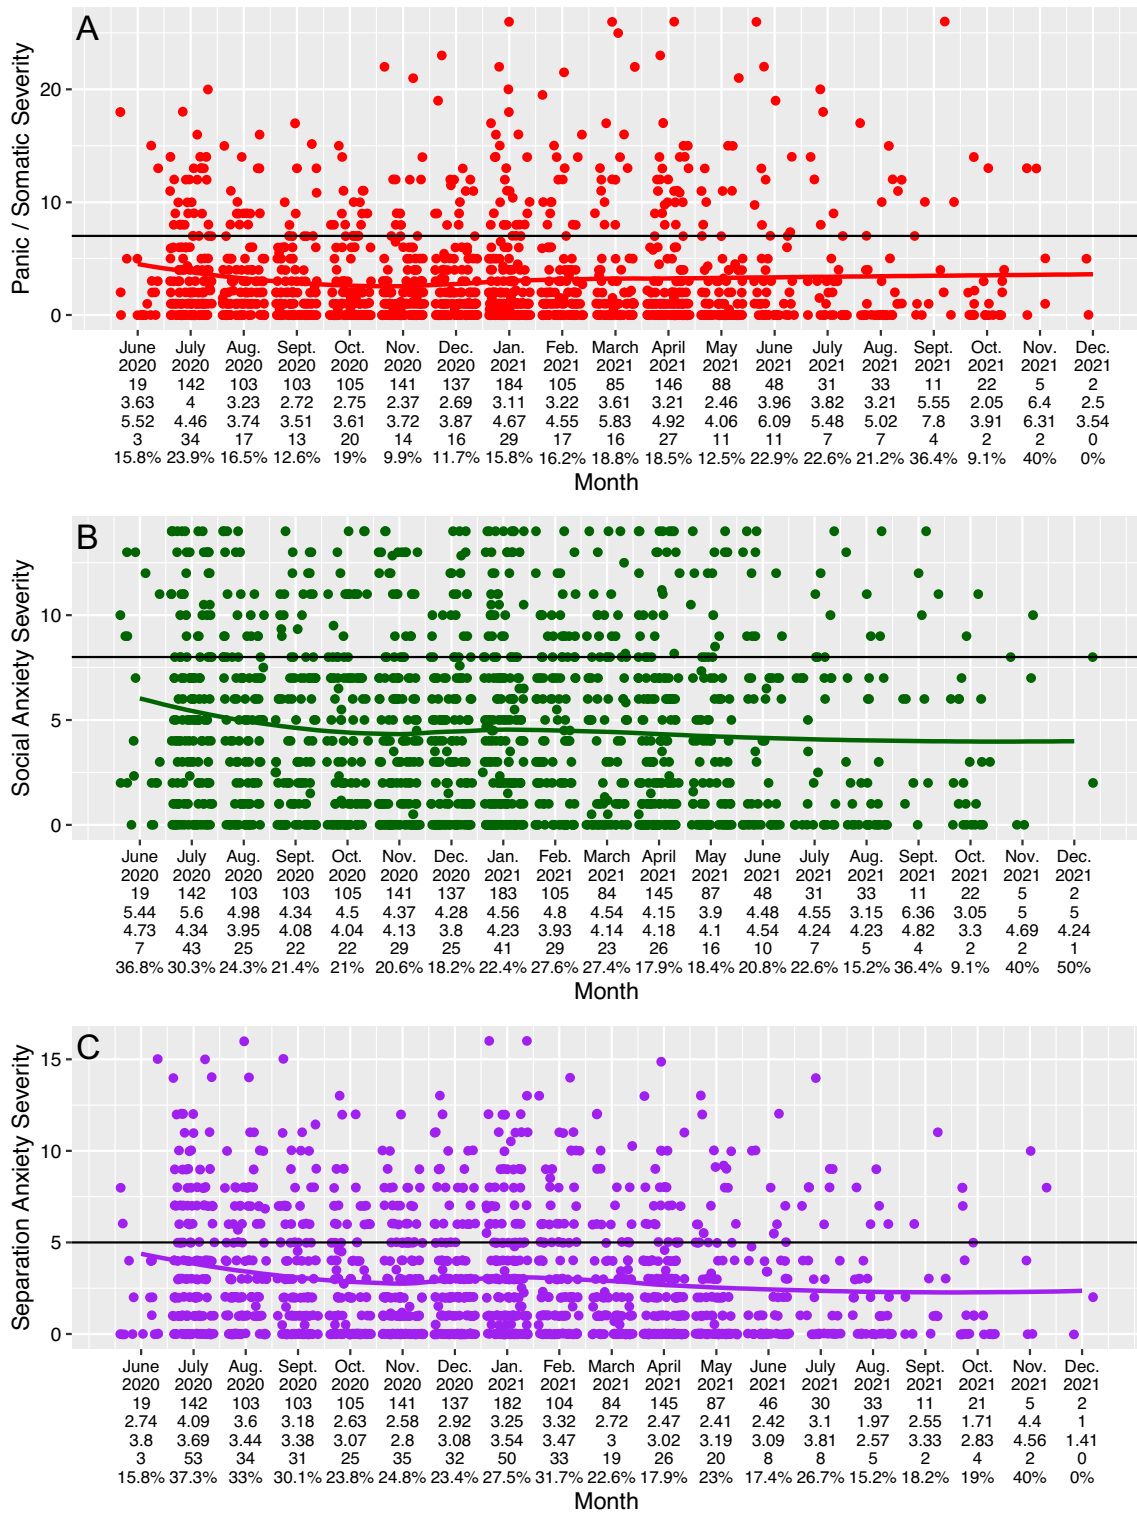 A
Panic / Somatic Severity
20
10
0
June July Aug. Sept. Oct. Nov. Dec. Jan. Feb. March April May June July Aug. Sept. Oct. Nov. Dec.
2020 2020 2020 2020 2020 2020 2020 2021 2021 2021 2021 2021 2021 2021 2021 2021 2021 2021 2021
19 142 103 103 105 141 137 184 105 85 146 88 48 31 33 11 22 5 2
3.63 4 3.23 2.72 2.75 2.37 2.69 3.11 3.22 3.61 3.21 2.46 3.96 3.82 3.21 5.55 2.05 6.4 2.5
5.52 4.46 3.74 3.51 3.61 3.72 3.87 4.67 4.55 5.83 4.92 4.06 6.09 5.48 5.02 7.8 3.91 6.31 3.54
3 34 17 13 20 14 16 29 17 16 27 11 11 7 7 4 2 2 0
15.8% 23.9% 16.5% 12.6% 19% 9.9% 11.7% 15.8% 16.2% 18.8% 18.5% 12.5% 22.9% 22.6% 21.2% 36.4% 9.1% 40% 0%
Month
B
Social Anxiety Severity
10
5
0
June July Aug. Sept. Oct. Nov. Dec. Jan. Feb. March April May June July Aug. Sept. Oct. Nov. Dec.
2020 2020 2020 2020 2020 2020 2020 2021 2021 2021 2021 2021 2021 2021 2021 2021 2021 2021 2021
19 142 103 103 105 141 137 183 105 84 145 87 48 31 33 11 22 5 2
5.44 5.6 4.98 4.34 4.5 4.37 4.28 4.56 4.8 4.54 4.15 3.9 4.48 4.55 3.15 6.36 3.05 5 5
4.73 4.34 3.95 4.08 4.04 4.13 3.8 4.23 3.93 4.14 4.18 4.1 4.54 4.24 4.23 4.82 3.3 4.69 4.24
7 43 25 22 22 29 25 41 29 23 26 16 10 7 5 4 2 2 1
36.8% 30.3% 24.3% 21.4% 21% 20.6% 18.2% 22.4% 27.6% 27.4% 17.9% 18.4% 20.8% 22.6% 15.2% 36.4% 9.1% 40% 50%
Month
C
Separation Anxiety Severity
15
10
5
0
June July Aug. Sept. Oct. Nov. Dec. Jan. Feb. March April May June July Aug. Sept. Oct. Nov. Dec.
2020 2020 2020 2020 2020 2020 2020 2021 2021 2021 2021 2021 2021 2021 2021 2021 2021 2021 2021
19 142 103 103 105 141 137 182 104 84 145 87 46 30 33 11 21 5 2
2.74 4.09 3.6 3.18 2.63 2.58 2.92 3.25 3.32 2.72 2.47 2.41 2.42 3.1 1.97 2.55 1.71 4.4 1
3.8 3.69 3.44 3.38 3.07 2.8 3.08 3.54 3.47 3 3.02 3.19 3.09 3.81 2.57 3.33 2.83 4.56 1.41
3 53 34 31 25 35 32 50 33 19 26 20 8 8 5 2 4 2 0
15.8% 37.3% 33% 30.1% 23.8% 24.8% 23.4% 27.5% 31.7% 22.6% 17.9% 23% 17.4% 26.7% 15.2% 18.2% 19% 40% 0%
Month